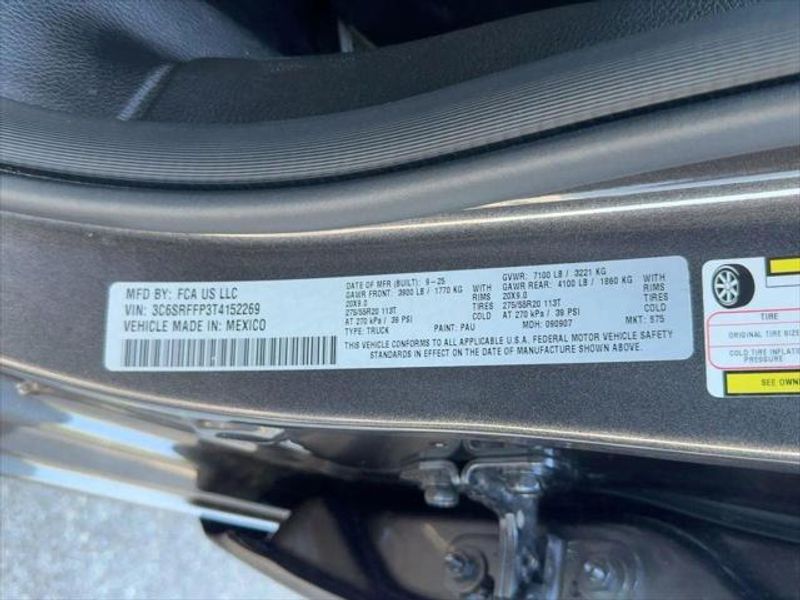 MFD BY: FCA US LLC
VIN: 3C6SRFFP3T4152269
VEHICLE MADE IN: MEXICO
DATE OF MFR (BUILT): 9-25
GAWR FRONT: 3900 LB / 1770 KG WITH
20X9.0 RIMS
275/55R20 113T TIRES
AT 270 kPa / 39 PSI COLD
TYPE: TRUCK PAINT: PAU
GVWR: 7100 LB / 3221 KG
GAWR REAR: 4100 LB / 1860 KG WITH
20X9.0 RIMS
275/55R20 113T TIRES
AT 270 kPa / 39 PSI COLD
MDH: 090907 MKT: 575
THIS VEHICLE CONFORMS TO ALL APPLICABLE U.S.A. FEDERAL MOTOR VEHICLE SAFETY
STANDARDS IN EFFECT ON THE DATE OF MANUFACTURE SHOWN ABOVE.
TIRE
ORIGINAL TIRE SIZE
COLD TIRE INFLATI
PRESSURE
SEE OWN